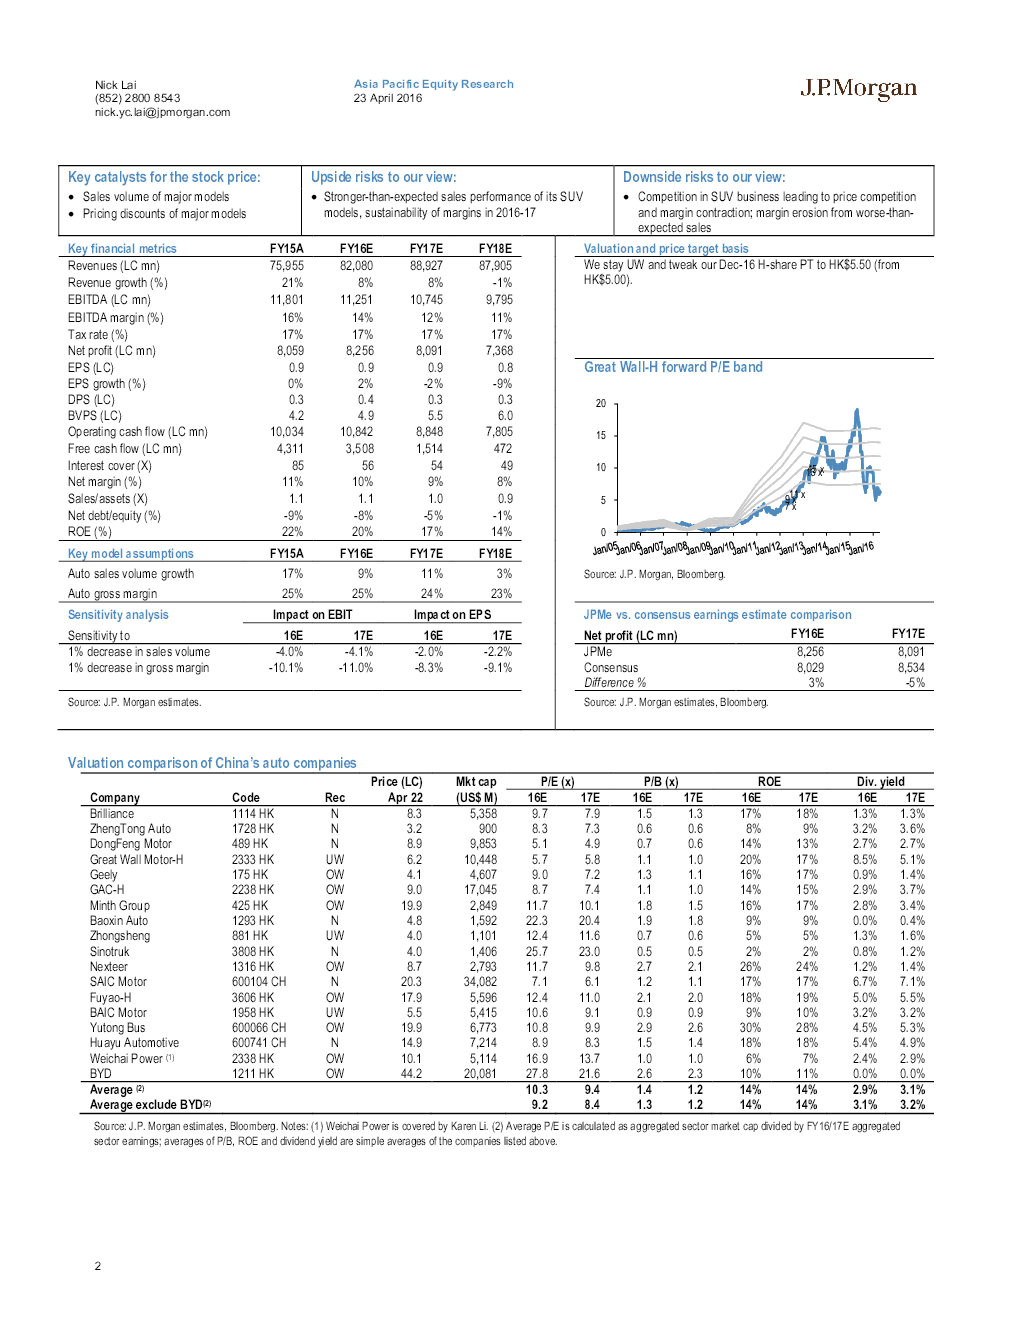 Nick Lai
(852) 2800 8543
nick.yc.lai@jpmorgan.com
Asia Pacific Equity Research
23 April 2016
J.P.Morgan
Key catalysts for the stock price:
• Sales volume of major models
• Pricing discounts of major models
Upside risks to our view:
• Stronger-than-expected sales performance of its SUV
models, sustainability of margins in 2016-17
Downside risks to our view:
• Competition in SUV business leading to price competition
and margin contraction; margin erosion from worse-than-
expected sales
Key financial metrics FY15A FY16E FY17E FY18E
Revenues (LC mn) 75,955 82,080 88,927 87,905
Revenue growth (%) 21% 8% 8% -1%
EBITDA (LC mn) 11,801 11,251 10,745 9,795
EBITDA margin (%) 16% 14% 12% 11%
Tax rate (%) 17% 17% 17% 17%
Net profit (LC mn) 8,059 8,256 8,091 7,368
EPS (LC) 0.9 0.9 0.9 0.8
EPS growth (%) 0% 2% -2% -9%
DPS (LC) 0.3 0.4 0.3 0.3
BVPS (LC) 4.2 4.9 5.5 6.0
Operating cash flow (LC mn) 10,034 10,842 8,848 7,805
Free cash flow (LC mn) 4,311 3,508 1,514 472
Interest cover (X) 85 56 54 49
Net margin (%) 11% 10% 9% 8%
Sales/assets (X) 1.1 1.1 1.0 0.9
Net debt/equity (%) -9% -8% -5% -1%
ROE (%) 22% 20% 17% 14%
Key model assumptions FY15A FY16E FY17E FY18E
Auto sales volume growth 17% 9% 11% 3%
Auto gross margin 25% 25% 24% 23%
Sensitivity analysis Impact on EBIT Impact on EPS
Sensitivity to 16E 17E 16E 17E
1% decrease in sales volume -4.0% -4.1% -2.0% -2.2%
1% decrease in gross margin -10.1% -11.0% -8.3% -9.1%
Source: J.P. Morgan estimates.
Valuation and price target basis
We stay UW and tweak our Dec-16 H-share PT to HK$5.50 (from
HK$5.00).
Great Wall-H forward P/E band
20
15
10
5
0
11 x
7 x
Jan/05 Jan/06 Jan/07 Jan/08 Jan/09 Jan/10 Jan/11 Jan/12 Jan/13 Jan/14 Jan/15 Jan/16
Source: J.P. Morgan, Bloomberg.
JPMe vs. consensus earnings estimate comparison
Net profit (LC mn) FY16E FY17E
JPMe 8,256 8,091
Consensus 8,029 8,534
Difference % 3% -5%
Source: J.P. Morgan estimates, Bloomberg.
Valuation comparison of China's auto companies
Price (LC) Mkt cap P/E (x) P/B (x) ROE Div. yield
Company Code Rec Apr 22 (US$ M) 16E 17E 16E 17E 16E 17E 16E 17E
Brilliance 1114 HK N 8.3 5,358 9.7 7.9 1.5 1.3 17% 18% 1.3% 1.3%
ZhengTong Auto 1728 HK N 3.2 900 8.3 7.3 0.6 0.6 8% 9% 3.2% 3.6%
DongFeng Motor 489 HK N 8.9 9,853 5.1 4.9 0.7 0.6 14% 13% 2.7% 2.7%
Great Wall Motor-H 2333 HK UW 6.2 10,448 5.7 5.8 1.1 1.0 20% 17% 8.5% 5.1%
Geely 175 HK OW 4.1 4,607 9.0 7.2 1.3 1.1 16% 17% 0.9% 1.4%
GAC-H 2238 HK OW 9.0 17,045 8.7 7.4 1.1 1.0 14% 15% 2.9% 3.7%
Minth Group 425 HK OW 19.9 2,849 11.7 10.1 1.8 1.5 16% 17% 2.8% 3.4%
Baoxin Auto 1293 HK N 4.8 1,592 22.3 20.4 1.9 1.8 9% 9% 0.0% 0.4%
Zhongsheng 881 HK UW 4.0 1,101 12.4 11.6 0.7 0.6 5% 5% 1.3% 1.6%
Sinotruk 3808 HK N 4.0 1,406 25.7 23.0 0.5 0.5 2% 2% 0.8% 1.2%
Nexteer 1316 HK OW 8.7 2,793 11.7 9.8 2.7 2.1 26% 24% 1.2% 1.4%
SAIC Motor 600104 CH N 20.3 34,082 7.1 6.1 1.2 1.1 17% 17% 6.7% 7.1%
Fuyao-H 3606 HK OW 17.9 5,596 12.4 11.0 2.1 2.0 18% 19% 5.0% 5.5%
BAIC Motor 1958 HK UW 5.5 5,415 10.6 9.1 0.9 0.9 9% 10% 3.2% 3.2%
Yutong Bus 600066 CH OW 19.9 6,773 10.8 9.9 2.9 2.6 30% 28% 4.5% 5.3%
Huayu Automotive 600741 CH N 14.9 7,214 8.9 8.3 1.5 1.4 18% 18% 5.4% 4.9%
Weichai Power (1) 2338 HK OW 10.1 5,114 16.9 13.7 1.0 1.0 6% 7% 2.4% 2.9%
BYD 1211 HK OW 44.2 20,081 27.8 21.6 2.6 2.3 10% 11% 0.0% 0.0%
Average (2) 10.3 9.4 1.4 1.2 14% 14% 2.9% 3.1%
Average exclude BYD(2) 9.2 8.4 1.3 1.2 14% 14% 3.1% 3.2%
Source: J.P. Morgan estimates, Bloomberg. Notes: (1) Weichai Power is covered by Karen Li. (2) Average P/E is calculated as aggregated sector market cap divided by FY16/17E aggregated
sector earnings; averages of P/B, ROE and dividend yield are simple averages of the companies listed above.
2